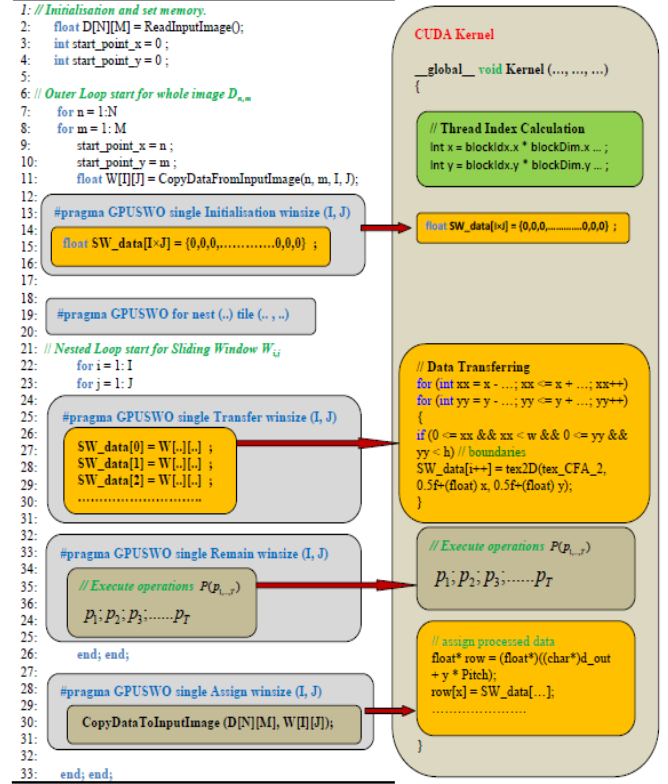 1: // Initialisation and set memory.
2: float D[N][M] = ReadInputImage();
3: int start_point_x = 0 ;
4: int start_point_y = 0 ;
5:
6: // Outer Loop start for whole image Dn,m
7: for n = 1:N
8: for m = 1: M
9: start_point_x = n ;
10: start_point_y = m ;
11: float W[I][J] = CopyDataFromInputImage(n, m, I, J);
12:
13: #pragma GPUSWO single Initialisation winsize (I, J)
14:
15: float SW_data[I×J] = {0,0,0,.............0,0,0} ;
16:
17:
18:
19: #pragma GPUSWO for nest (..) tile (.. , ..)
20:
21: // Nested Loop start for Sliding Window Wi,j
22: for i = 1: I
23: for j = 1: J
24:
25: #pragma GPUSWO single Transfer winsize (I, J)
26:
27: SW_data[0] = W[..][..] ;
28: SW_data[1] = W[..][..] ;
29: SW_data[2] = W[..][..] ;
30: ...............................
31:
32:
33: #pragma GPUSWO single Remain winsize (I, J)
34:
35: // Execute operations P(p1,..,T)
36:
24: p1; p2; p3;......pT
25:
26: end; end;
27:
28: #pragma GPUSWO single Assign winsize (I, J)
29:
30: CopyDataToInputImage (D[N][M], W[I][J]);
31:
32:
33: end; end;
CUDA Kernel
__global__ void Kernel (..., ..., ...)
{
// Thread Index Calculation
Int x = blockIdx.x * blockDim.x ... ;
Int y = blockIdx.y * blockDim.y ... ;
float SW_data[I×J] = {0,0,0,.............0,0,0} ;
// Data Transferring
for (int xx = x - ...; xx <= x + ...; xx++)
for (int yy = y - ...; yy <= y + ...; yy++)
{
if (0 <= xx && xx < w && 0 <= yy &&
yy < h) // boundaries
SW_data[i++] = tex2D(tex_CFA_2,
0.5f+(float) x, 0.5f+(float) y);
}
// Execute operations P(p1,..,T)
p1; p2; p3;......pT
// assign processed data
float* row = (float*)((char*)d_out
+ y * Pitch);
row[x] = SW_data[...];
.......................
}